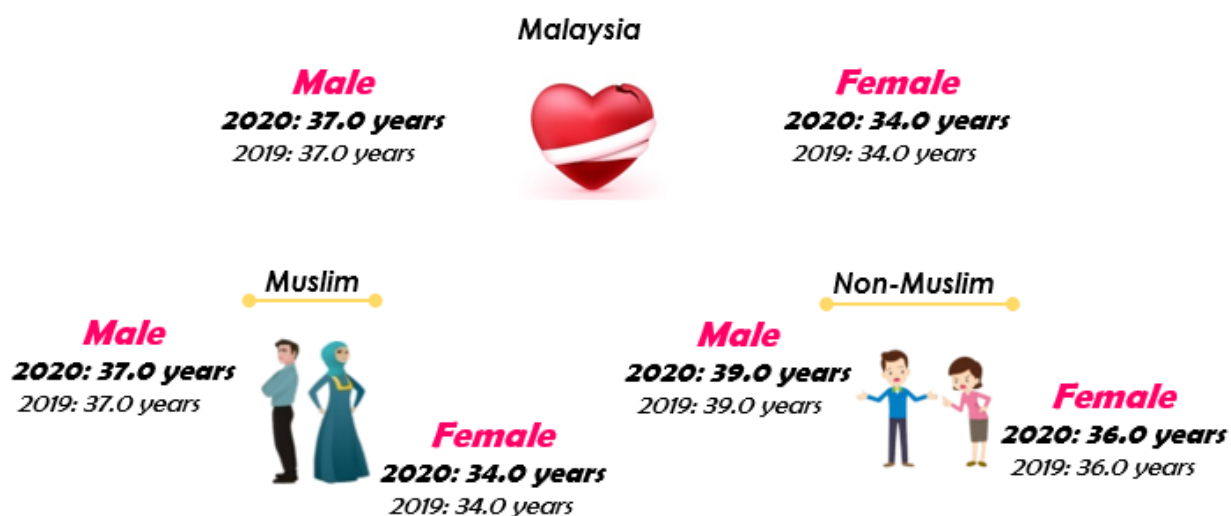 Malaysia
Male
2020: 37.0 years
2019: 37.0 years
Female
2020: 34.0 years
2019: 34.0 years
Muslim
Male
2020: 37.0 years
2019: 37.0 years
Female
2020: 34.0 years
2019: 34.0 years
Non-Muslim
Male
2020: 39.0 years
2019: 39.0 years
Female
2020: 36.0 years
2019: 36.0 years